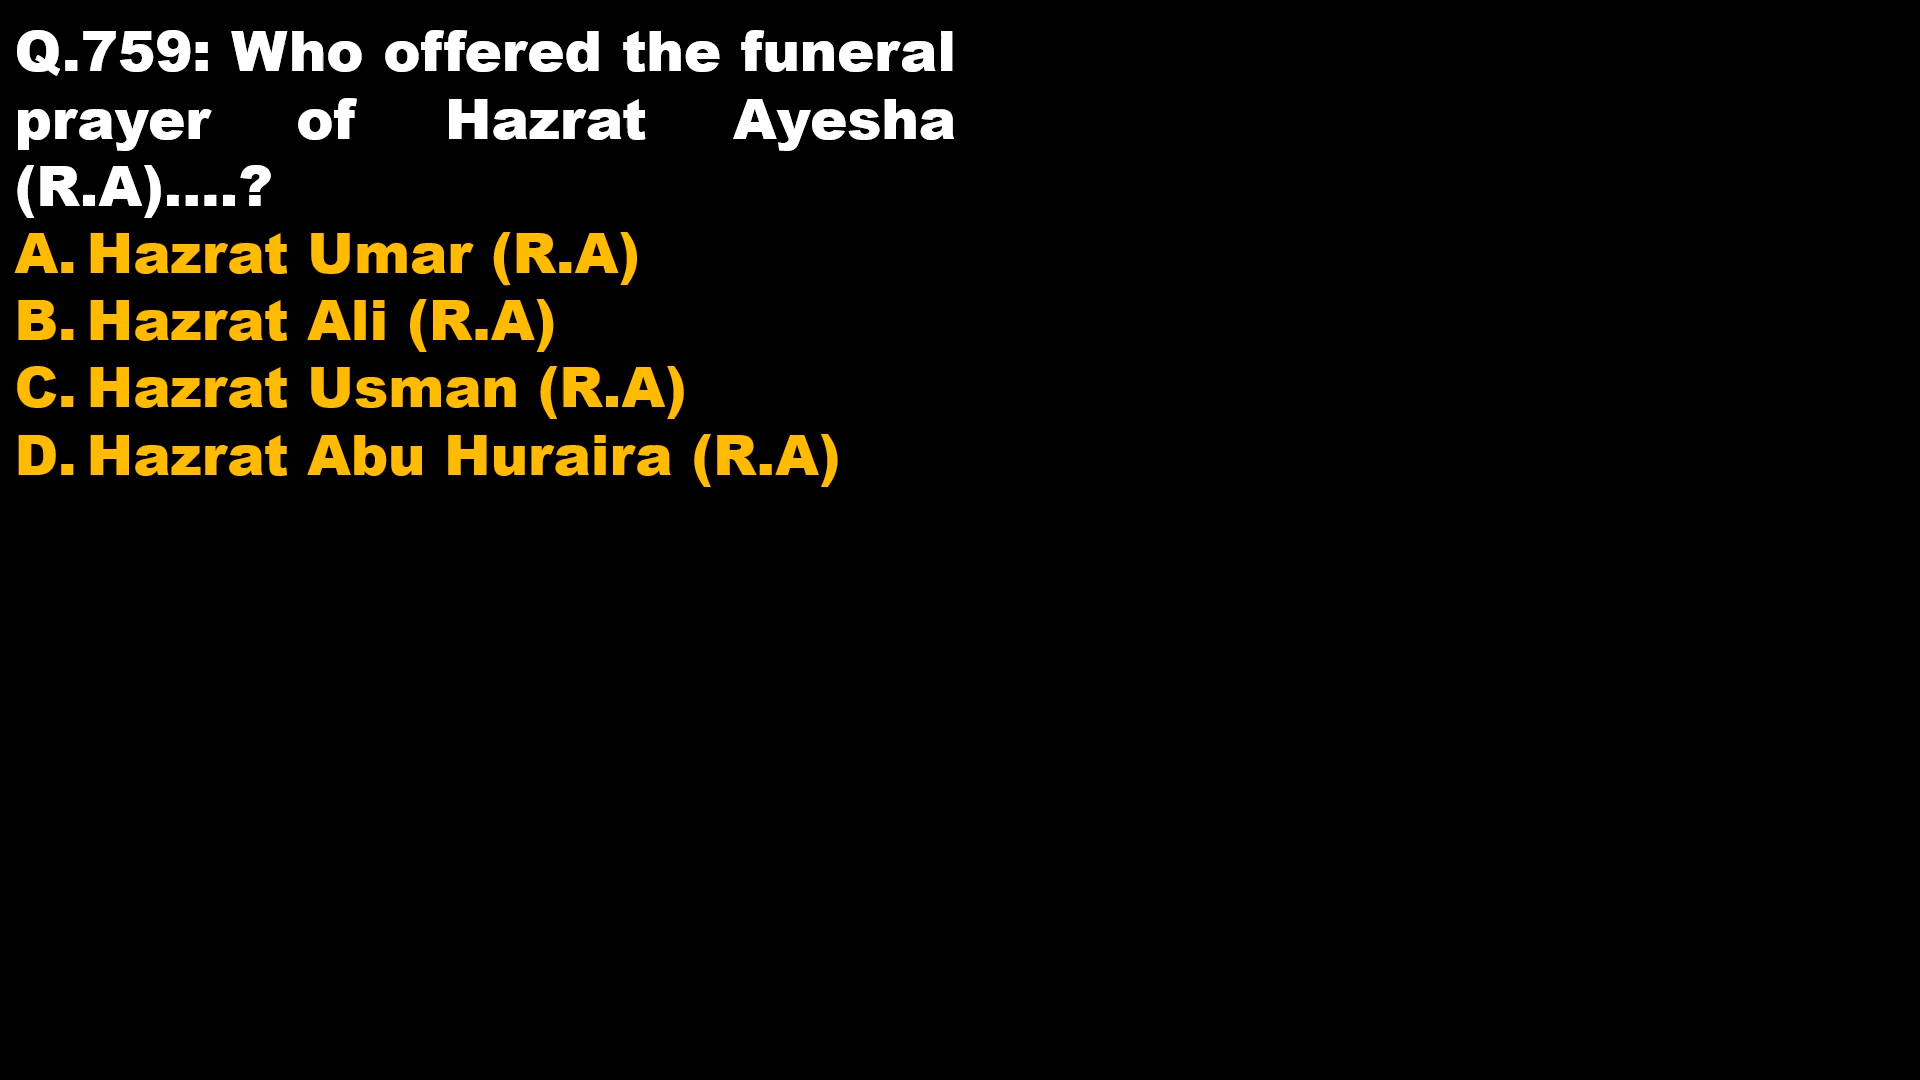 Q.759: Who offered the funeral
prayer of Hazrat Ayesha
(R.A)....?
A. Hazrat Umar (R.A)
B. Hazrat Ali (R.A)
C. Hazrat Usman (R.A)
D. Hazrat Abu Huraira (R.A)